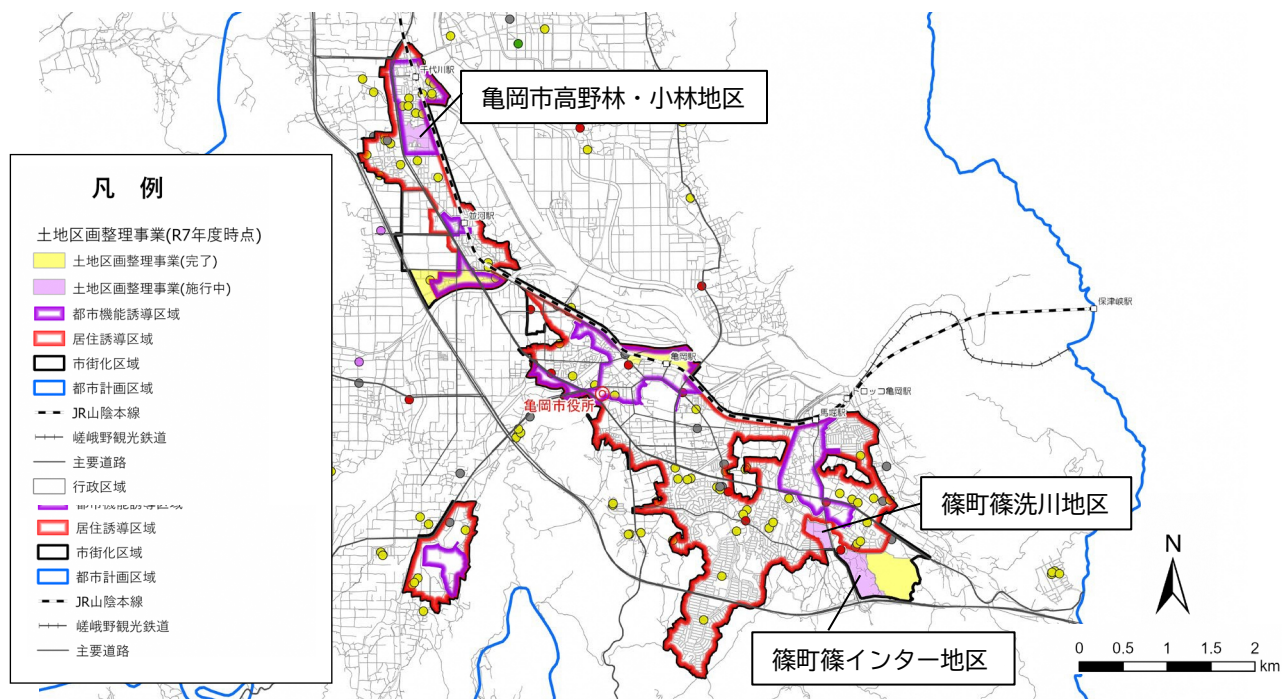 千代川駅
亀岡市高野林・小林地区
凡 例
土地区画整理事業(R7年度時点)
土地区画整理事業(完了)
土地区画整理事業(施行中)
都市機能誘導区域
居住誘導区域
市街化区域
都市計画区域
JR山陰本線
嵯峨野観光鉄道
主要道路
行政区域
都市機能誘導区域
居住誘導区域
市街化区域
都市計画区域
JR山陰本線
嵯峨野観光鉄道
主要道路
並河駅
保津峡駅
亀岡駅
トロッコ亀岡駅
亀岡市役所
馬堀駅
篠町篠洗川地区
篠町篠インター地区
N
0 0.5 1 1.5 2
km